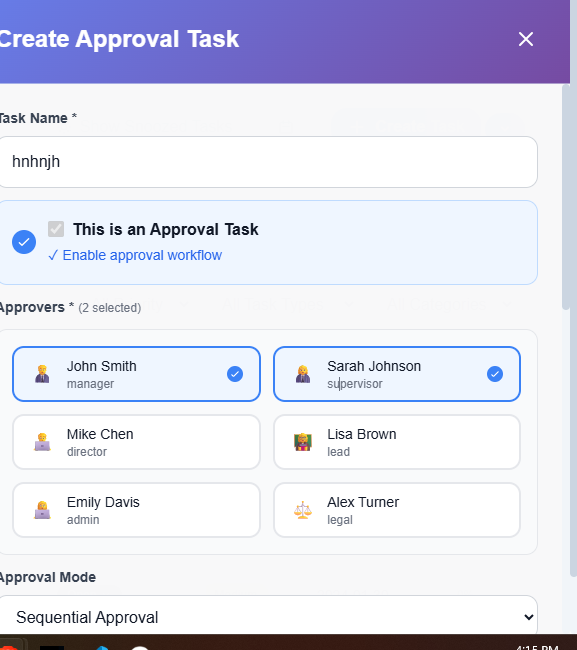 Create Approval Task
Task Name *
hnhnjh
This is an Approval Task
✓ Enable approval workflow
Approvers * (2 selected)
John Smith
manager
Sarah Johnson
supervisor
Mike Chen
director
Lisa Brown
lead
Emily Davis
admin
Alex Turner
legal
Approval Mode
Sequential Approval
4:15 PM